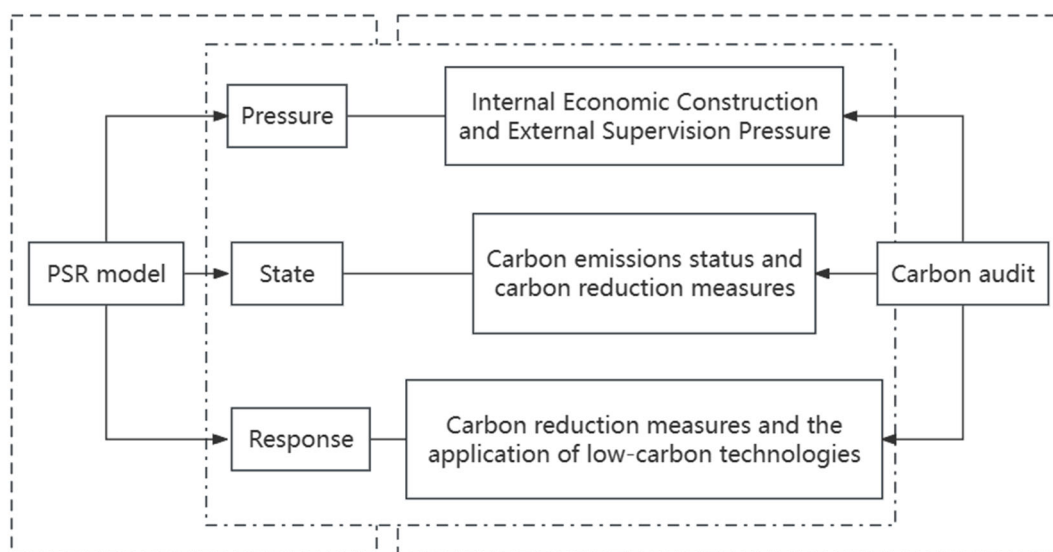 Pressure
Internal Economic Construction
and External Supervision Pressure
PSR model
State
Carbon emissions status and
carbon reduction measures
Carbon audit
Response
Carbon reduction measures and the
application of low-carbon technologies